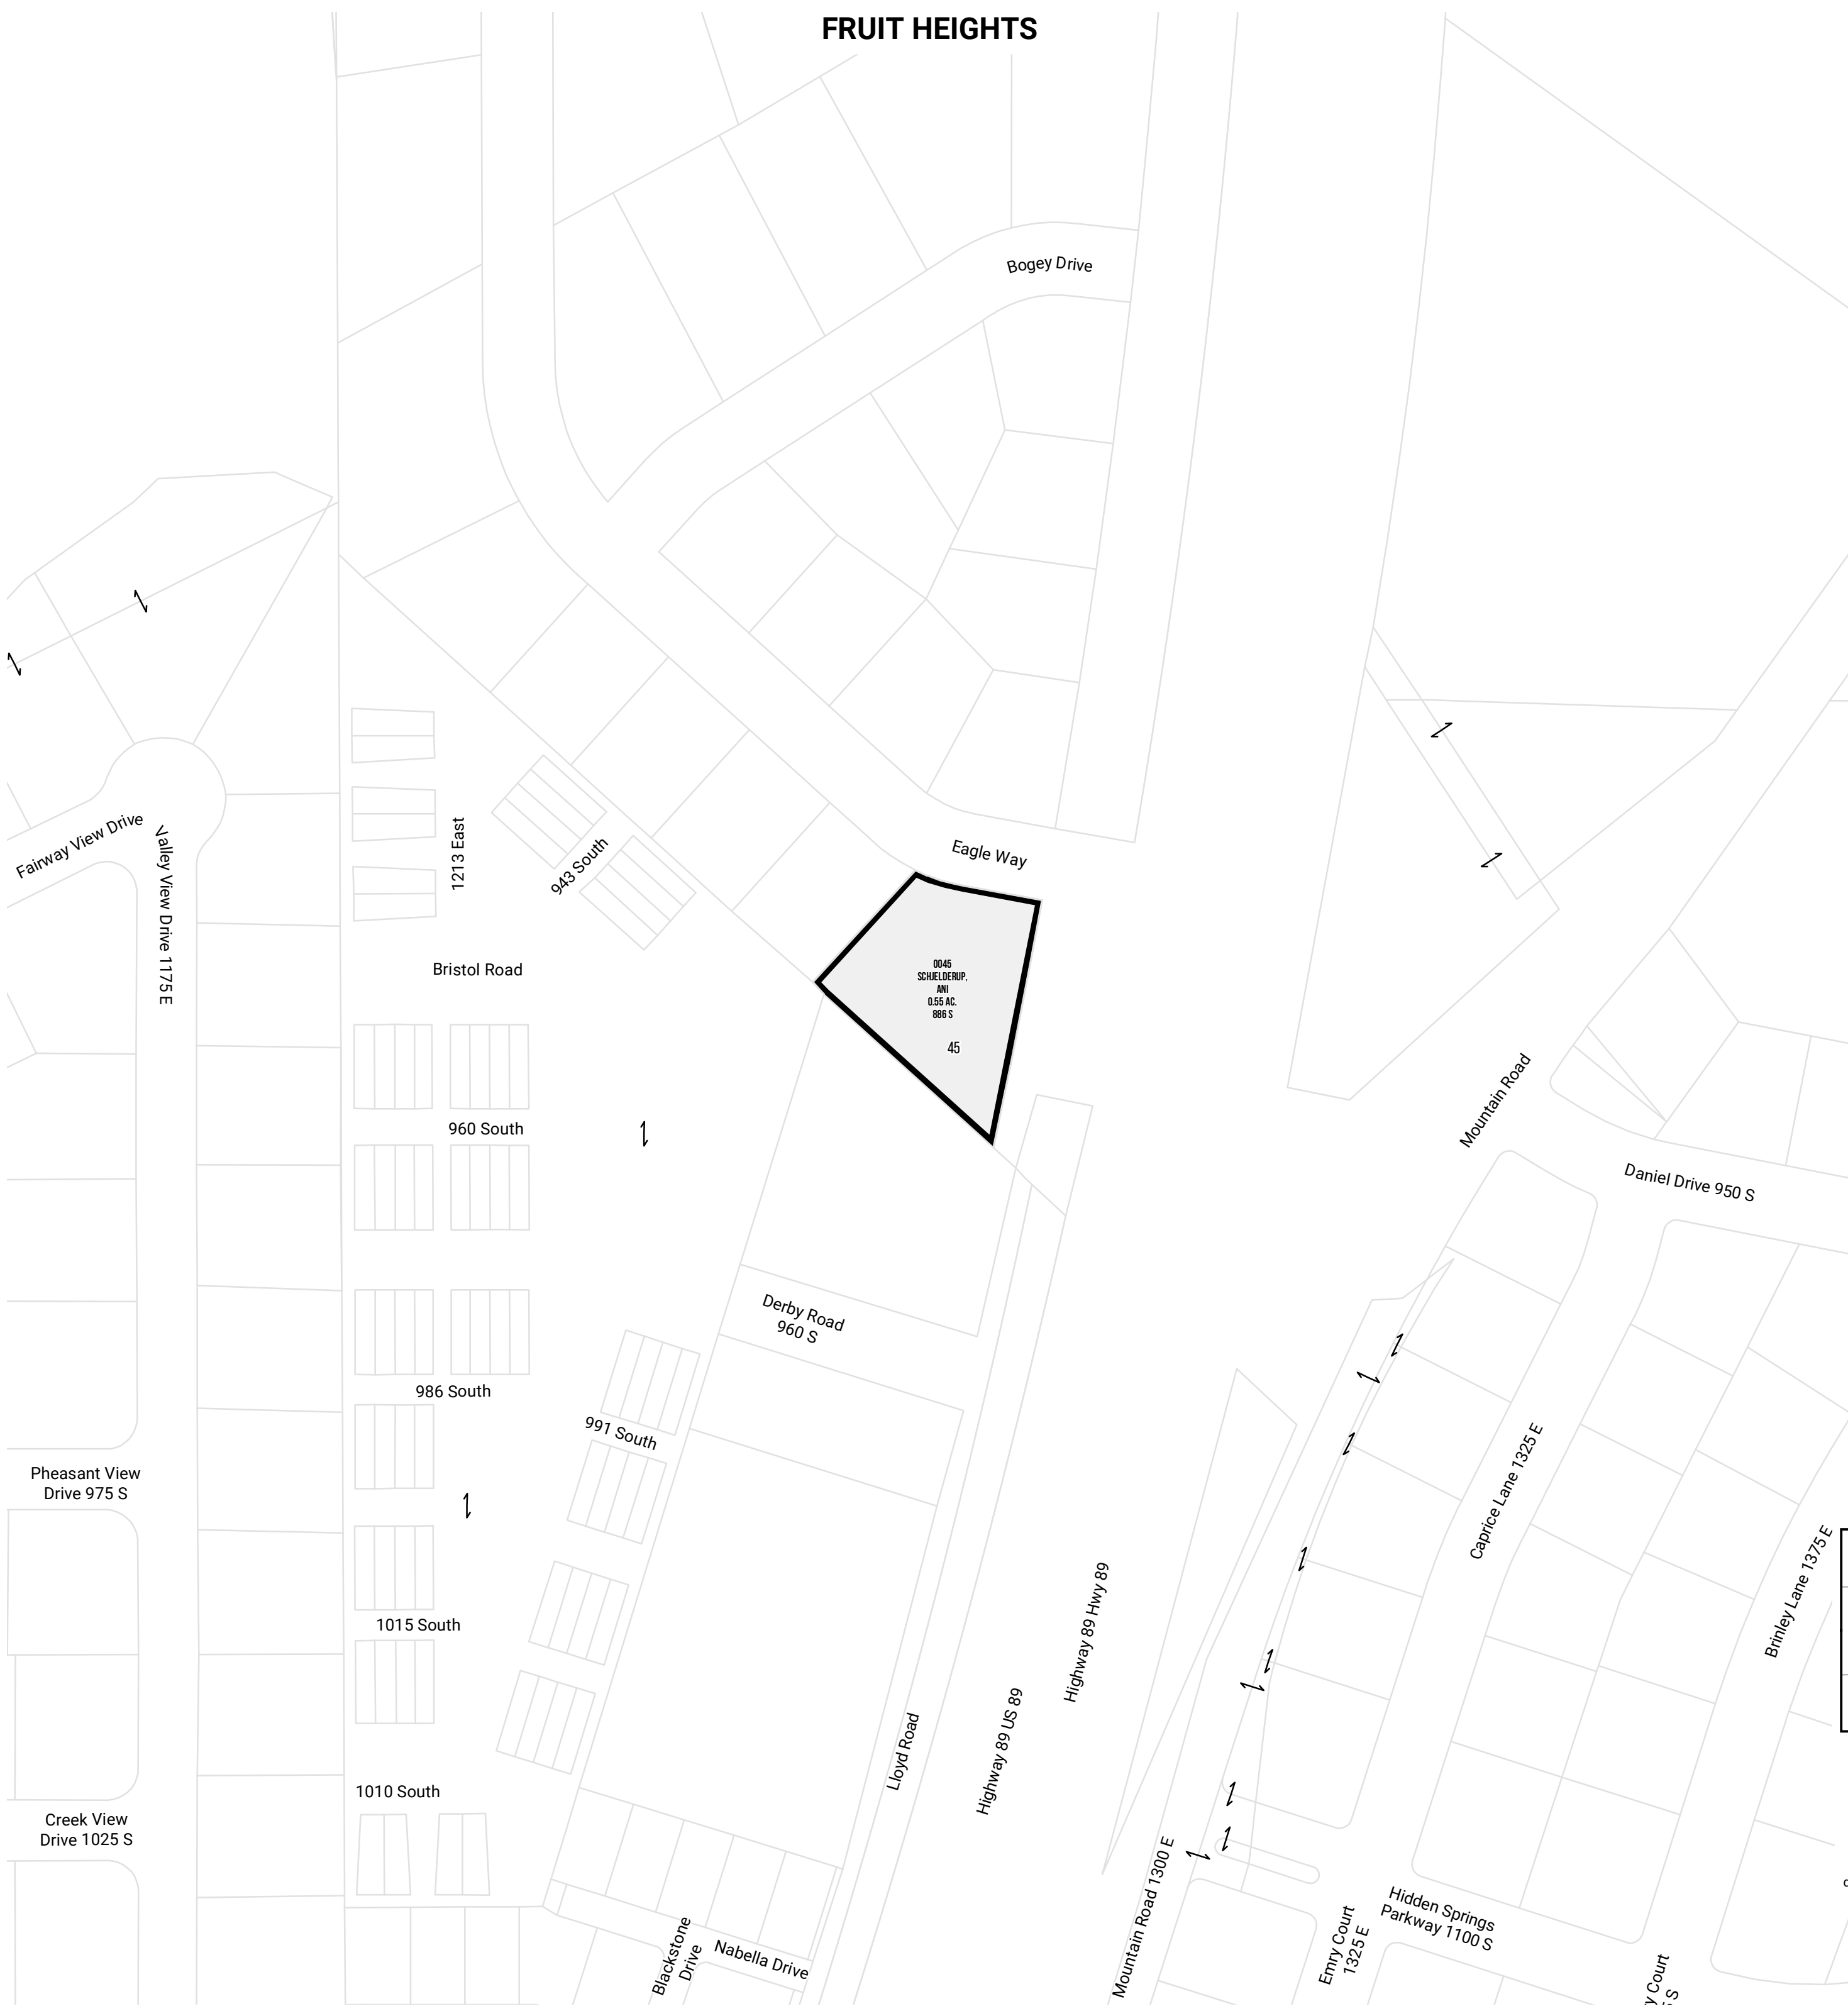 FRUIT HEIGHTS
Bogey Drive
Fairway View Drive
Valley View Drive 1175 E
1213 East
943 South
Eagle Way
Bristol Road
0045
SCHJELDERUP,
ANI
0.55 AC.
886 S
45
960 South
Mountain Road
Daniel Drive 950 S
Derby Road
960 S
986 South
991 South
Pheasant View
Drive 975 S
Caprice Lane 1325 E
Brinley Lane 1375 E
1015 South
Highway 89 Hwy 89
Highway 89 US 89
Lloyd Road
1010 South
Creek View
Drive 1025 S
Mountain Road 1300 E
Hidden Springs
Parkway 1100 S
Emry Court
1325 E
Blackstone
Drive
Nabella Drive
Court
S